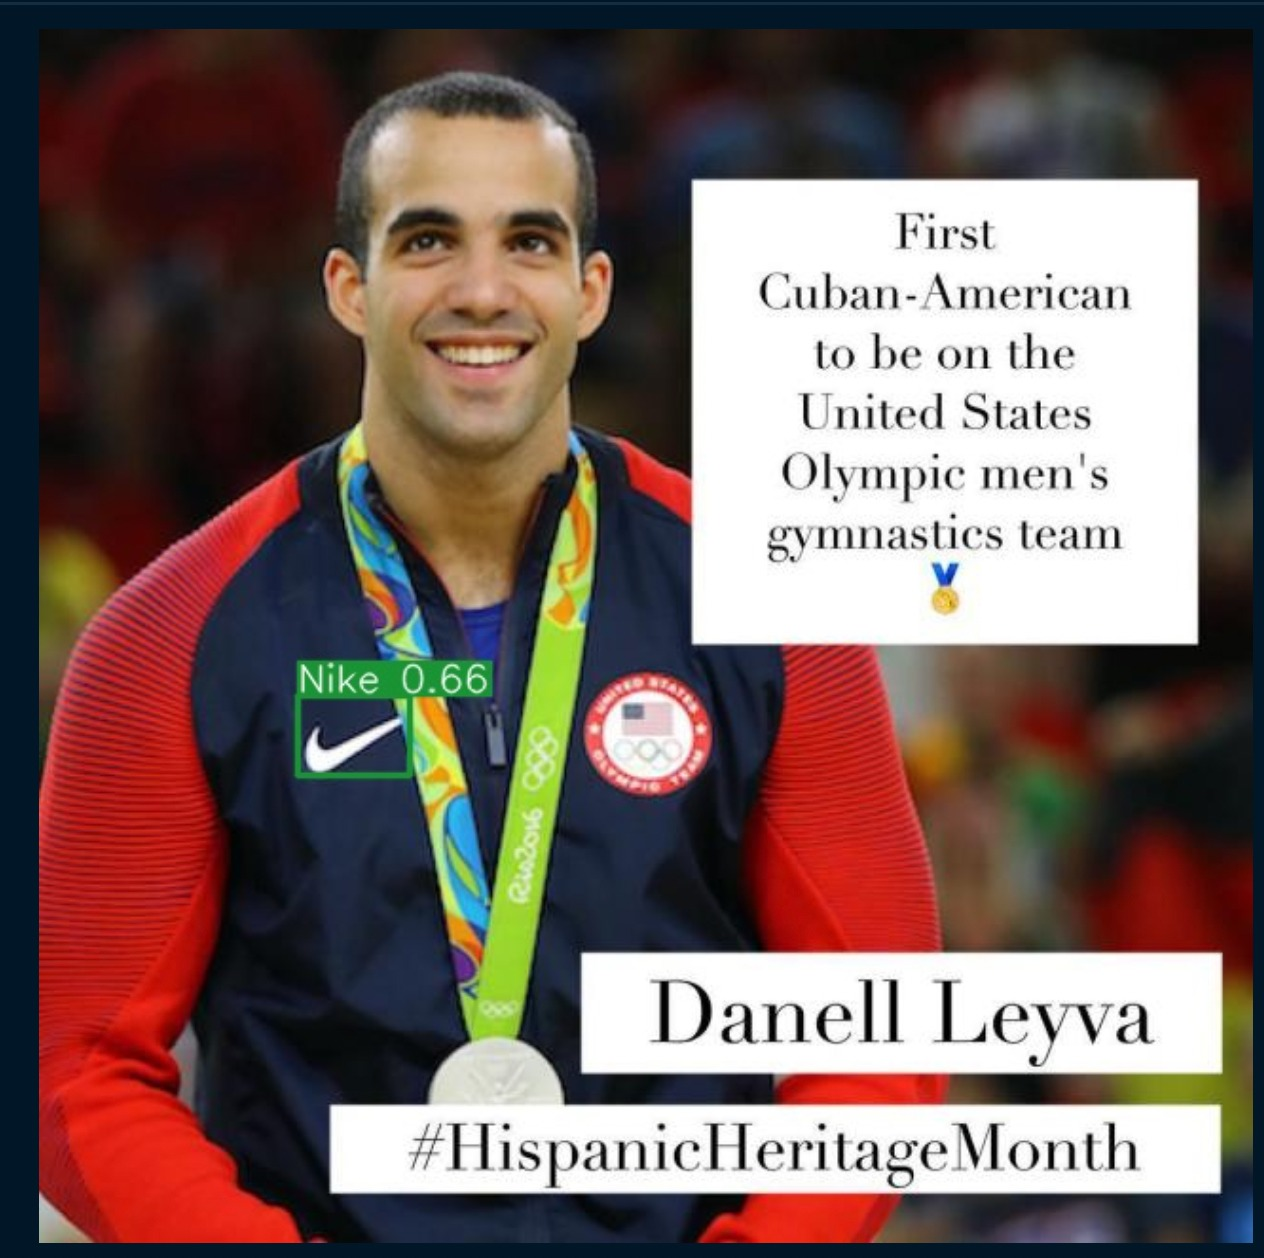 First
Cuban-American
to be on the
United States
Olympic men's
gymnastics team
Nike 0.66
UNITED STATES
OLYMPIC TEAM
Rio2016
Danell Leyva
#HispanicHeritageMonth